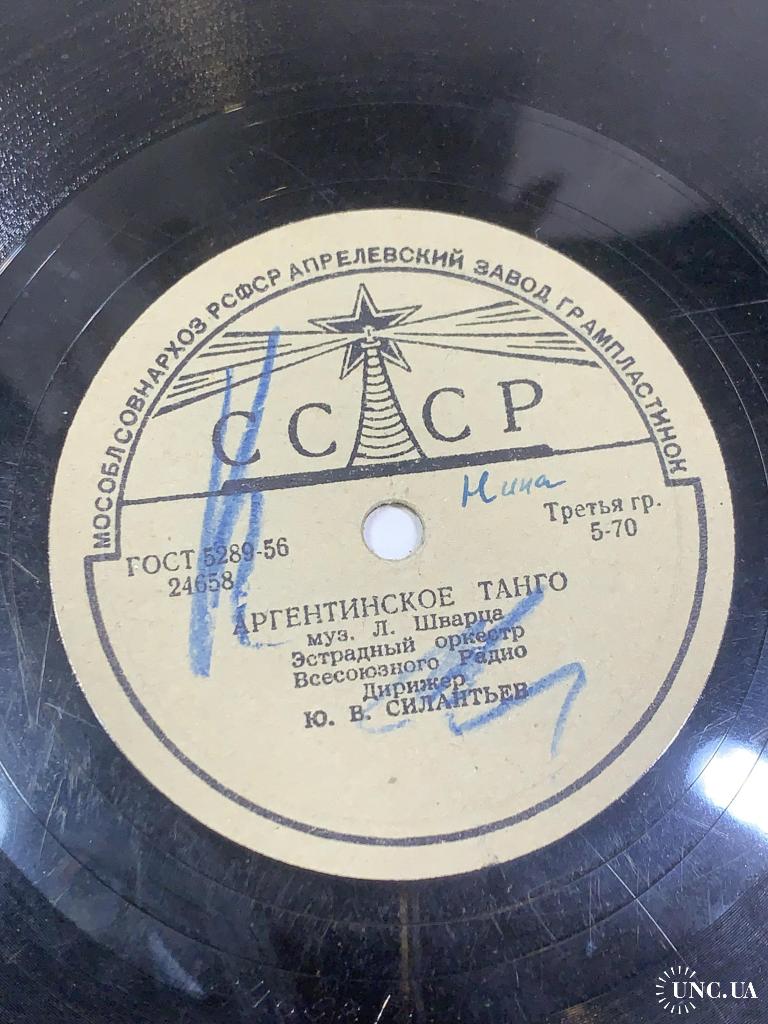 МОСОБЛСОВНАРХОЗ РСФСР АПРЕЛЕВСКИЙ ЗАВОД ГРАМПЛАСТИНОК
СССР
Нина
Третья гр.
5-70
ГОСТ 5289-56
24658
АРГЕНТИНСКОЕ ТАНГО
муз. Л. Шварца
Эстрадный оркестр
Всесоюзного Радио
Дирижер
Ю. В. СИЛАНТЬЕВ
UNC.UA